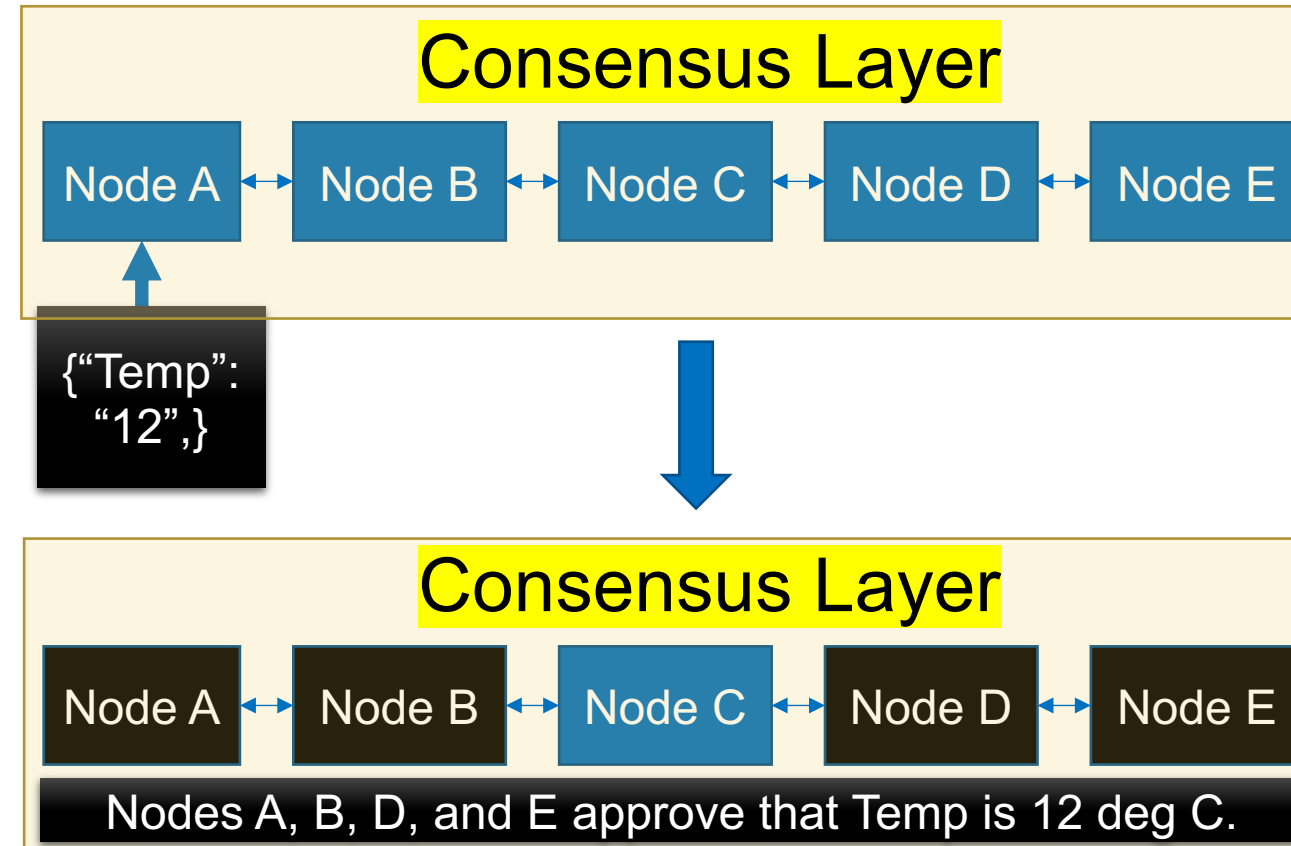 Consensus Layer
Node A Node B Node C Node D Node E
{“Temp”:
“12”,}
Consensus Layer
Node A Node B Node C Node D Node E
Nodes A, B, D, and E approve that Temp is 12 deg C.